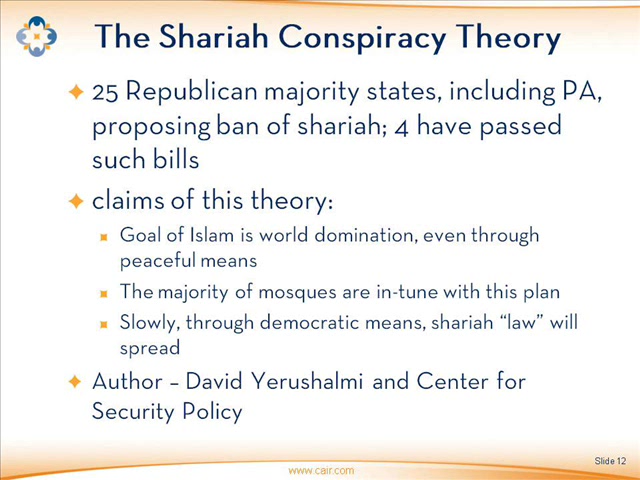 The Shariah Conspiracy Theory
25 Republican majority states, including PA,
proposing ban of shariah; 4 have passed
such bills
claims of this theory:
Goal of Islam is world domination, even through
peaceful means
The majority of mosques are in-tune with this plan
Slowly, through democratic means, shariah “law” will
spread
Author – David Yerushalmi and Center for
Security Policy
Slide 12
www.cair.com